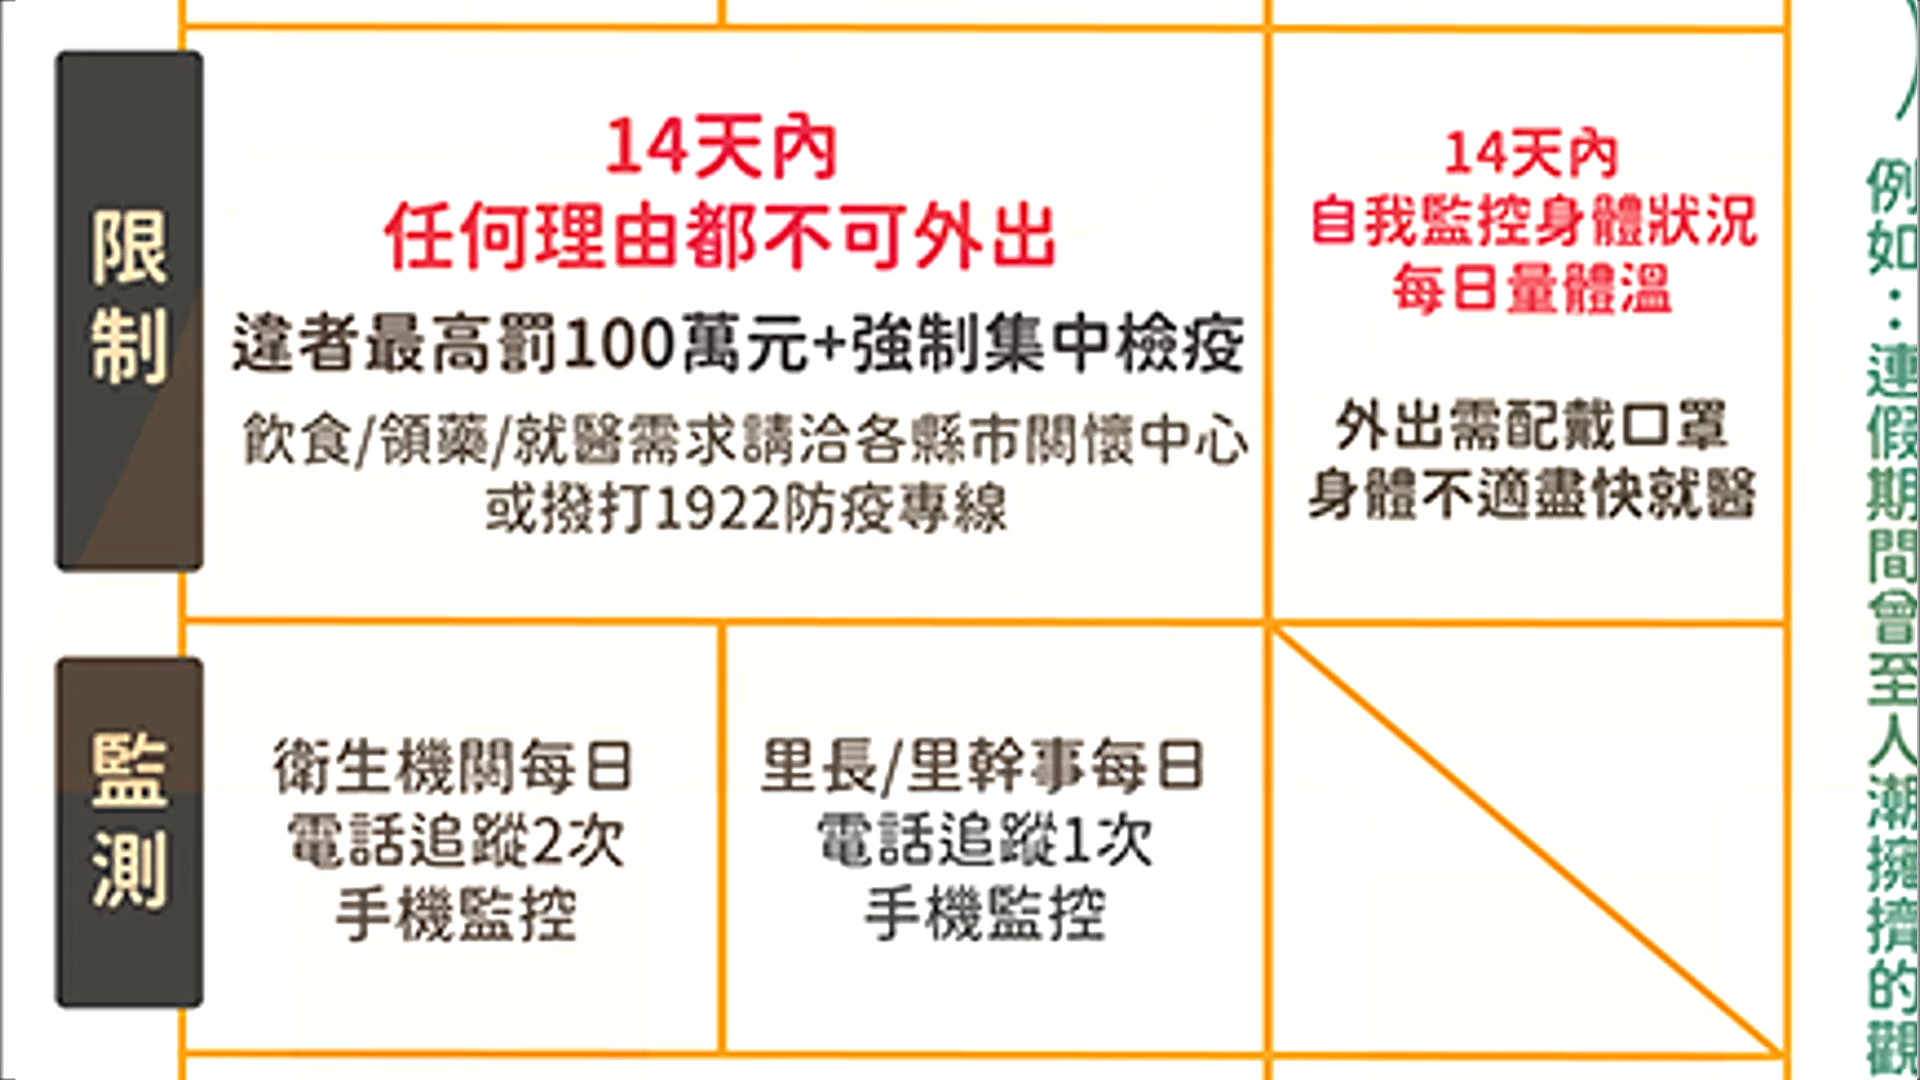 限制
14天內
任何理由都不可外出
違者最高罰100萬元+強制集中檢疫
飲食/領藥/就醫需求請洽各縣市關懷中心
或撥打1922防疫專線
14天內
自我監控身體狀況
每日量體溫
外出需配戴口罩
身體不適盡快就醫
監測
衛生機關每日
電話追蹤2次
手機監控
里長/里幹事每日
電話追蹤1次
手機監控
）例如：連假期間曾至人潮擁擠的觀